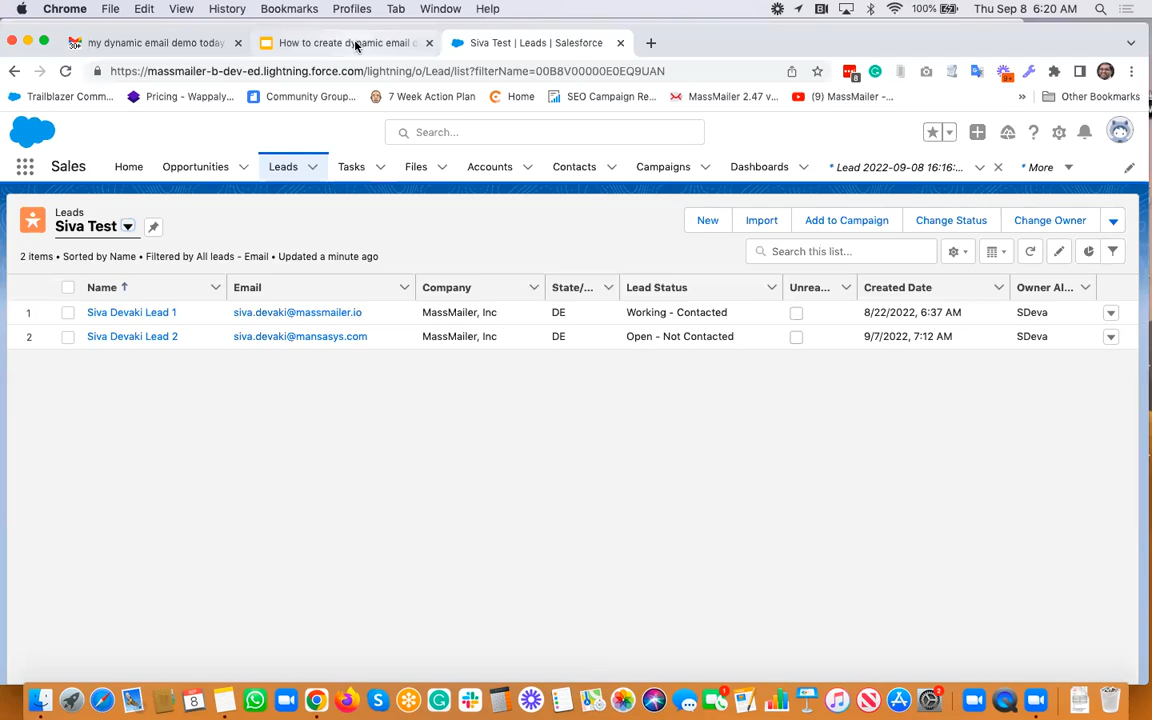 Chrome File Edit View History Bookmarks Profiles Tab Window Help 100% Thu Sep 8 6:20 AM
my dynamic email demo today How to create dynamic email Siva Test | Leads | Salesforce
https://massmailer-b-dev-ed.lightning.force.com/lightning/o/Lead/list?filterName=00B8V00000E0EQ9UAN
Trailblazer Comm... Pricing - Wappaly... Community Group... 7 Week Action Plan Home SEO Campaign Re... MassMailer 2.47 v... (9) MassMailer -... » Other Bookmarks
Search...
Sales Home Opportunities Leads Tasks Files Accounts Contacts Campaigns Dashboards * Lead 2022-09-08 16:16:... * More
Leads
Siva Test
New Import Add to Campaign Change Status Change Owner
2 items • Sorted by Name • Filtered by All leads - Email • Updated a minute ago
Search this list...
Name Email Company State/... Lead Status Unrea... Created Date Owner Al...
1 Siva Devaki Lead 1 siva.devaki@massmailer.io MassMailer, Inc DE Working - Contacted 8/22/2022, 6:37 AM SDeva
2 Siva Devaki Lead 2 siva.devaki@mansasys.com MassMailer, Inc DE Open - Not Contacted 9/7/2022, 7:12 AM SDeva